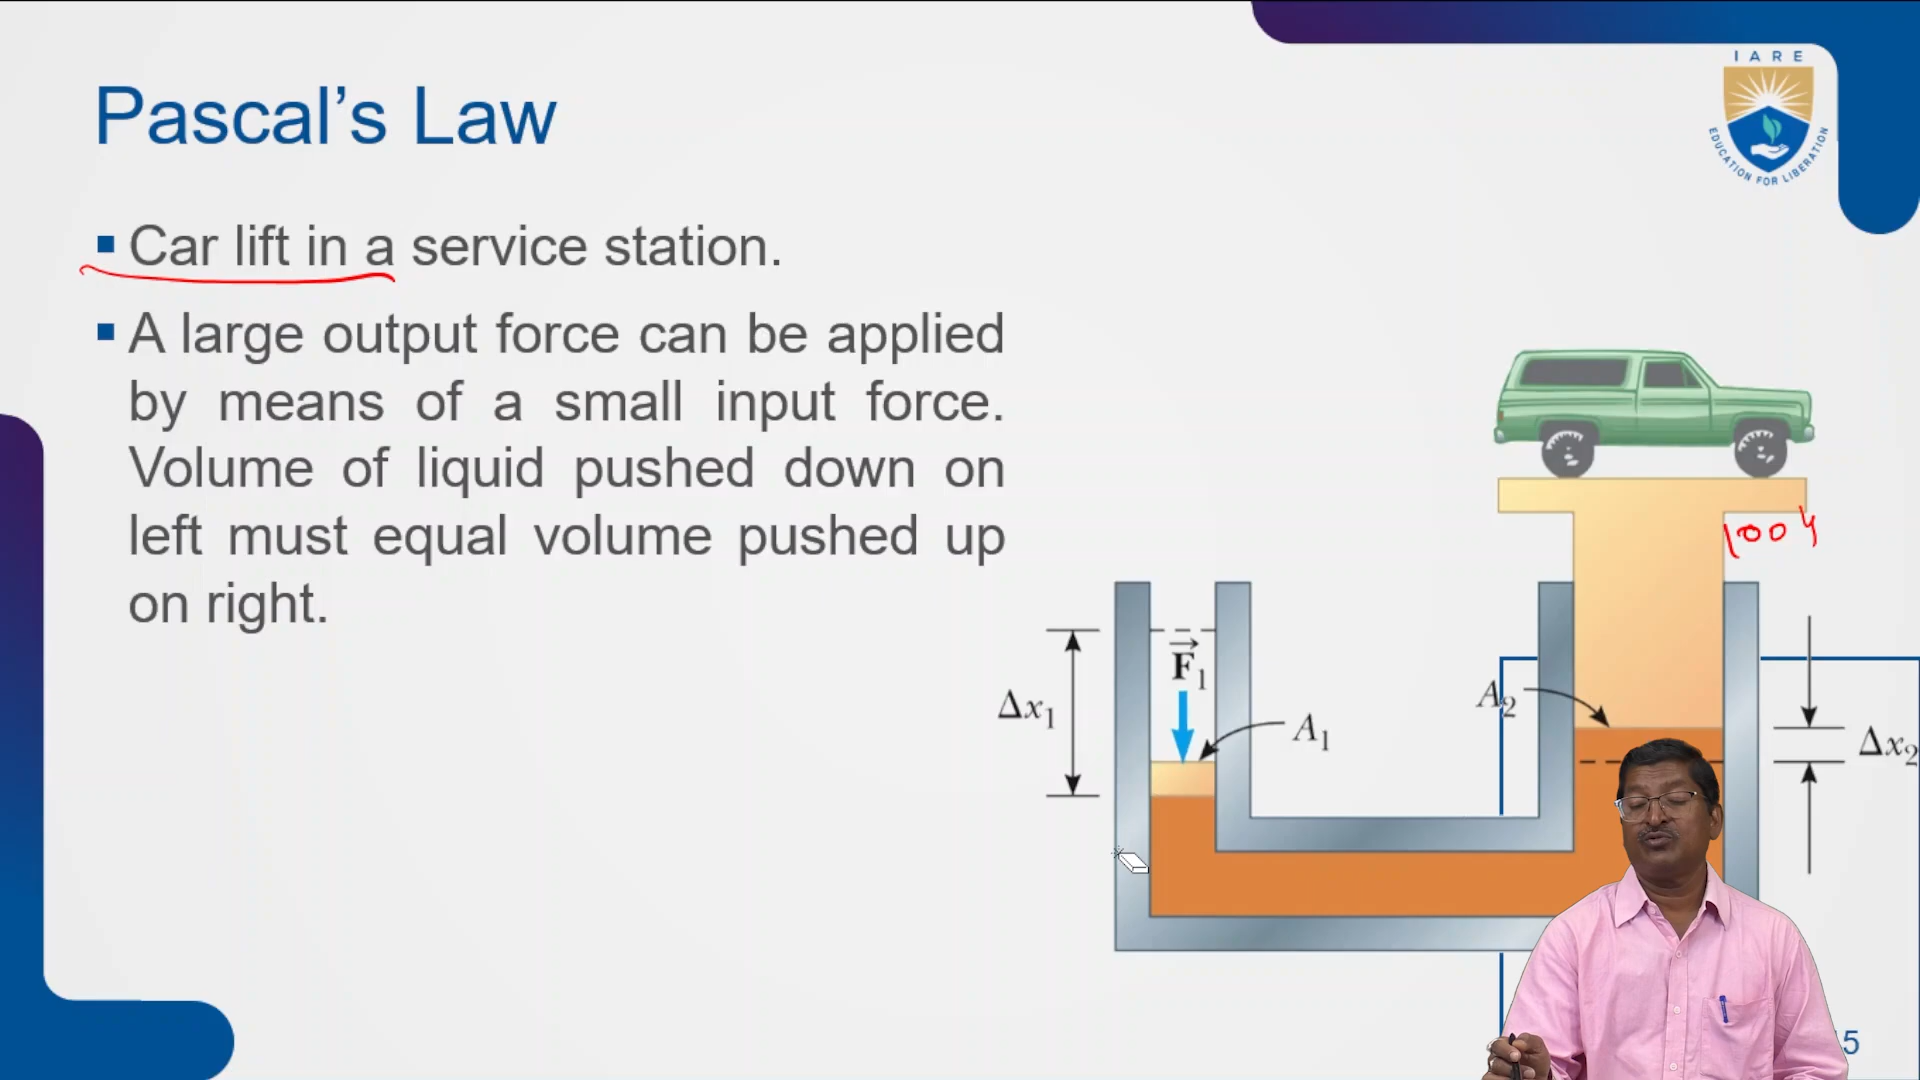 IARE
EDUCATION FOR LIBERATION
Pascal's Law
▪ Car lift in a service station.
▪ A large output force can be applied
by means of a small input force.
Volume of liquid pushed down on
left must equal volume pushed up
on right.
F₁
Δx₁
A₁
A₂
Δx₂
5